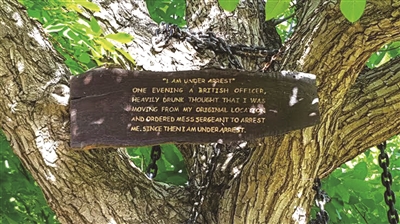 "I AM UNDER ARREST"
ONE EVENING A BRITISH OFFICER,
HEAVILY DRUNK THOUGHT THAT I WAS
MOVING FROM MY ORIGINAL LOCATION
AND ORDERED MESS SERGEANT TO ARREST
ME. SINCE THEN I AM UNDER ARREST.